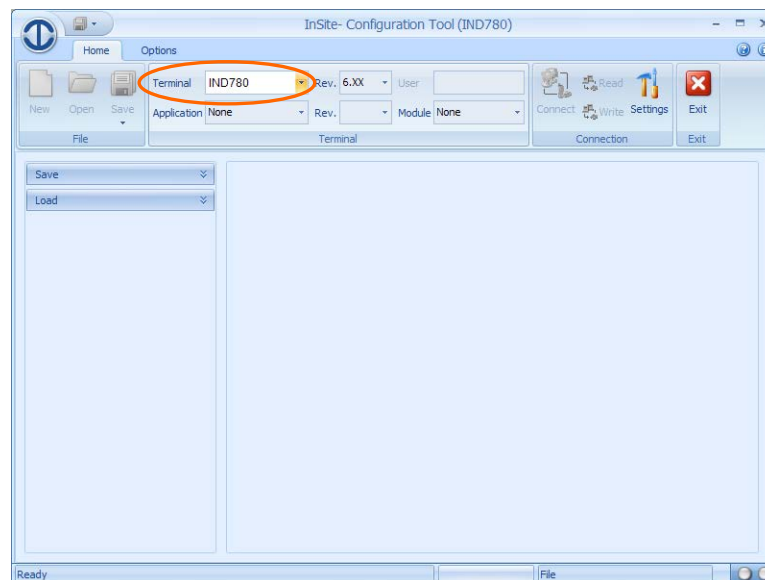 InSite- Configuration Tool (IND780)
Home Options
Terminal IND780 Rev. 6.XX User
New Open Save Connect Read Write Settings Exit
Application None Rev. Module None
File Terminal Connection Exit
Save
Load
Ready File